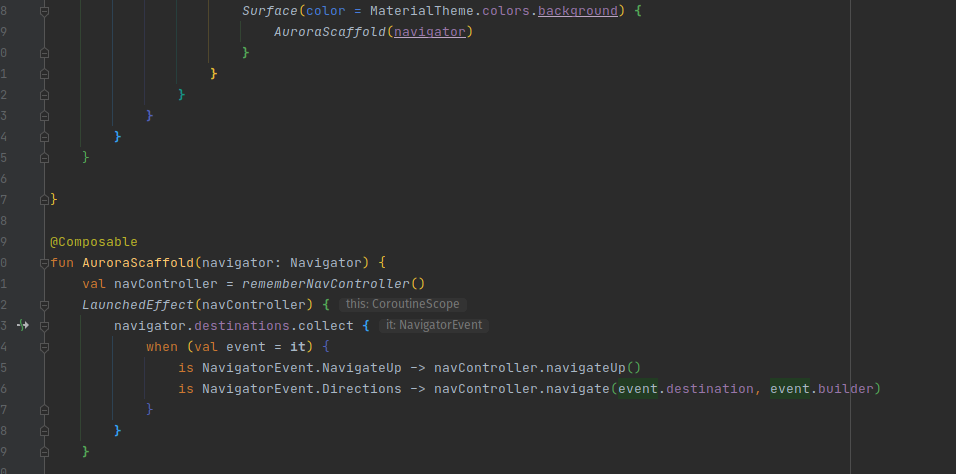 8 Surface(color = MaterialTheme.colors.background) {
9 AuroraScaffold(navigator)
0 }
1 }
2 }
3 }
4 }
5 }
6
7 }
8
9 @Composable
0 fun AuroraScaffold(navigator: Navigator) {
1 val navController = rememberNavController()
2 LaunchedEffect(navController) { this: CoroutineScope
3 navigator.destinations.collect { it: NavigatorEvent
4 when (val event = it) {
5 is NavigatorEvent.NavigateUp -> navController.navigateUp()
6 is NavigatorEvent.Directions -> navController.navigate(event.destination, event.builder)
7 }
8 }
9 }
0